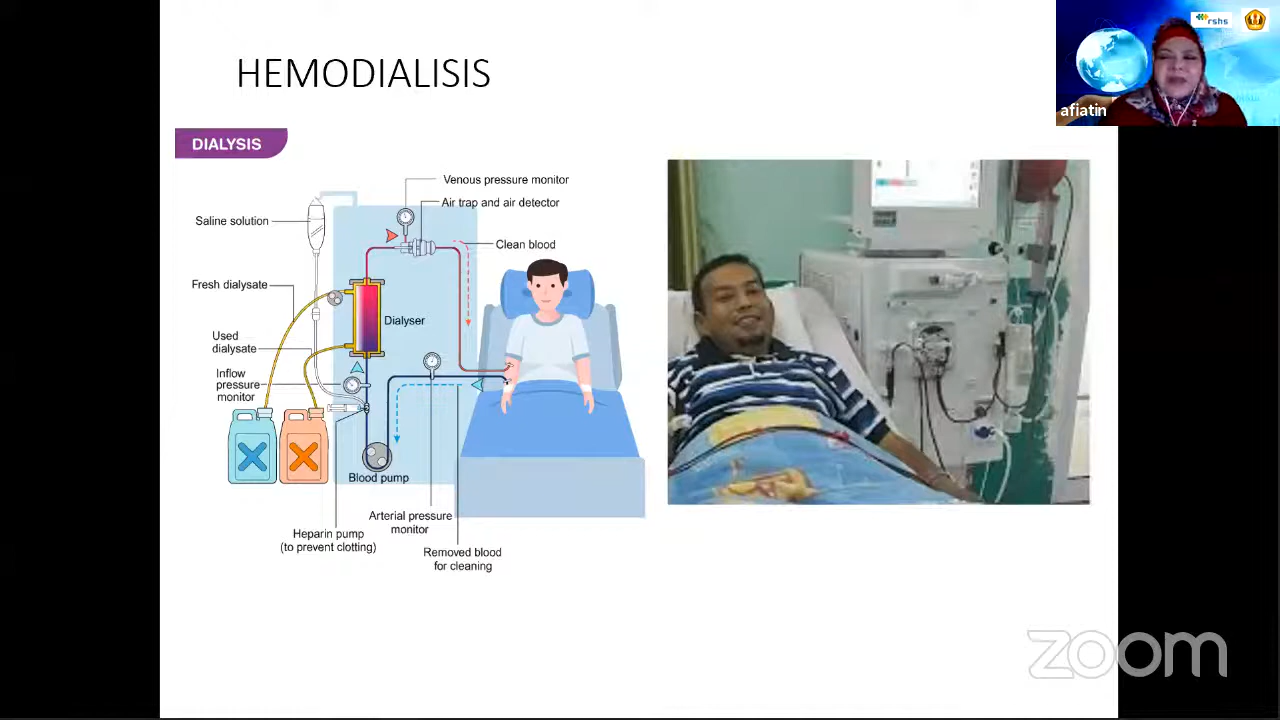 HEMODIALISIS
DIALYSIS
Venous pressure monitor
Air trap and air detector
Saline solution
Clean blood
Fresh dialysate
Dialyser
Used
dialysate
Inflow
pressure
monitor
Blood pump
Arterial pressure
monitor
Heparin pump
(to prevent clotting)
Removed blood
for cleaning
rshs
afiatin
zoom